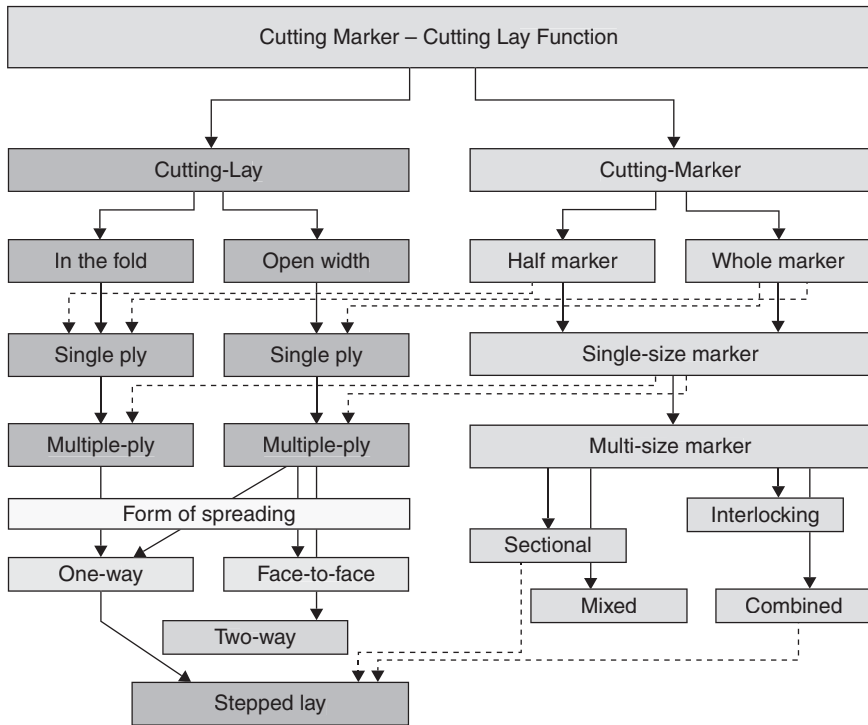 Cutting Marker – Cutting Lay Function
Cutting-Lay
Cutting-Marker
In the fold
Open width
Half marker
Whole marker
Single ply
Single ply
Single-size marker
Multiple-ply
Multiple-ply
Multi-size marker
Form of spreading
Interlocking
Sectional
One-way
Face-to-face
Mixed
Combined
Two-way
Stepped lay